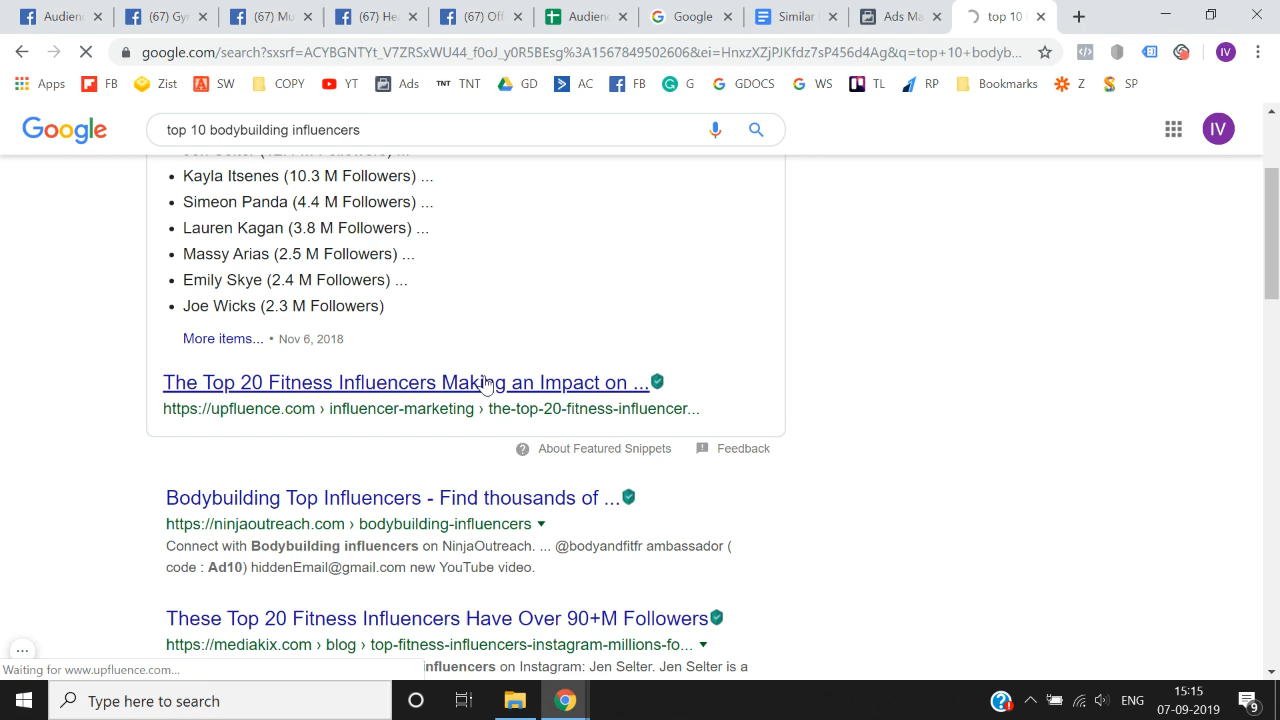 Audienc
(67) Gyr
(67) Mu
(67) Hea
(67) Off
Audienc
Google
Similar
Ads Ma
top 10
google.com/search?sxsrf=ACYBGNTYt_V7ZRSxWU44_f0oJ_y0R5BEsg%3A1567849502606&ei=HnxzXZjPJKfdz7sP456d4Ag&q=top+10+bodyb...
IV
Apps
FB
Zist
SW
COPY
YT
Ads
TNT
TNT
GD
AC
FB
G
GDOCS
WS
TL
RP
Bookmarks
Z
SP
Google
top 10 bodybuilding influencers
IV
• Kayla Itsenes (10.3 M Followers) ...
• Simeon Panda (4.4 M Followers) ...
• Lauren Kagan (3.8 M Followers) ...
• Massy Arias (2.5 M Followers) ...
• Emily Skye (2.4 M Followers) ...
• Joe Wicks (2.3 M Followers)
More items... • Nov 6, 2018
The Top 20 Fitness Influencers Making an Impact on ...
https://upfluence.com › influencer-marketing › the-top-20-fitness-influencer...
About Featured Snippets
Feedback
Bodybuilding Top Influencers - Find thousands of ...
https://ninjaoutreach.com › bodybuilding-influencers
Connect with Bodybuilding influencers on NinjaOutreach. ... @bodyandfitfr ambassador (
code : Ad10) hiddenEmail@gmail.com new YouTube video.
These Top 20 Fitness Influencers Have Over 90+M Followers
https://mediakix.com › blog › top-fitness-influencers-instagram-millions-fo...
nfluencers on Instagram: Jen Selter. Jen Selter is a
Waiting for www.upfluence.com...
Type here to search
ENG
15:15
07-09-2019
9